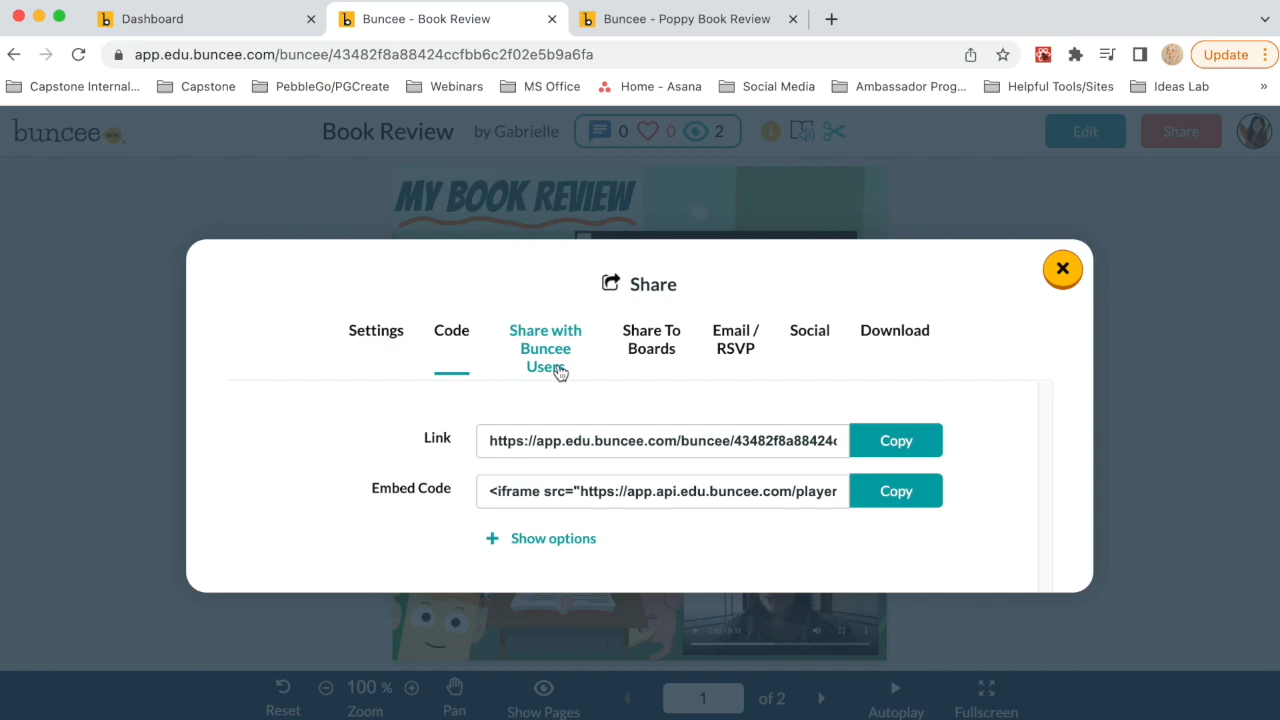 Dashboard
Buncee - Book Review
Buncee - Poppy Book Review
app.edu.buncee.com/buncee/43482f8a88424ccfbb6c2f02e5b9a6fa
Update
Capstone Internal...
Capstone
PebbleGo/PGCreate
Webinars
MS Office
Home - Asana
Social Media
Ambassador Prog...
Helpful Tools/Sites
Ideas Lab
»
buncee
Book Review by Gabrielle
0 0 2
Edit
Share
MY BOOK REVIEW
Share
Settings
Code
Share with
Buncee
Users
Share To
Boards
Email /
RSVP
Social
Download
Link
https://app.edu.buncee.com/buncee/43482f8a88424c
Copy
Embed Code
<iframe src="https://app.api.edu.buncee.com/player
Copy
+ Show options
Reset
100 %
Zoom
Pan
Show Pages
1 of 2
Autoplay
Fullscreen